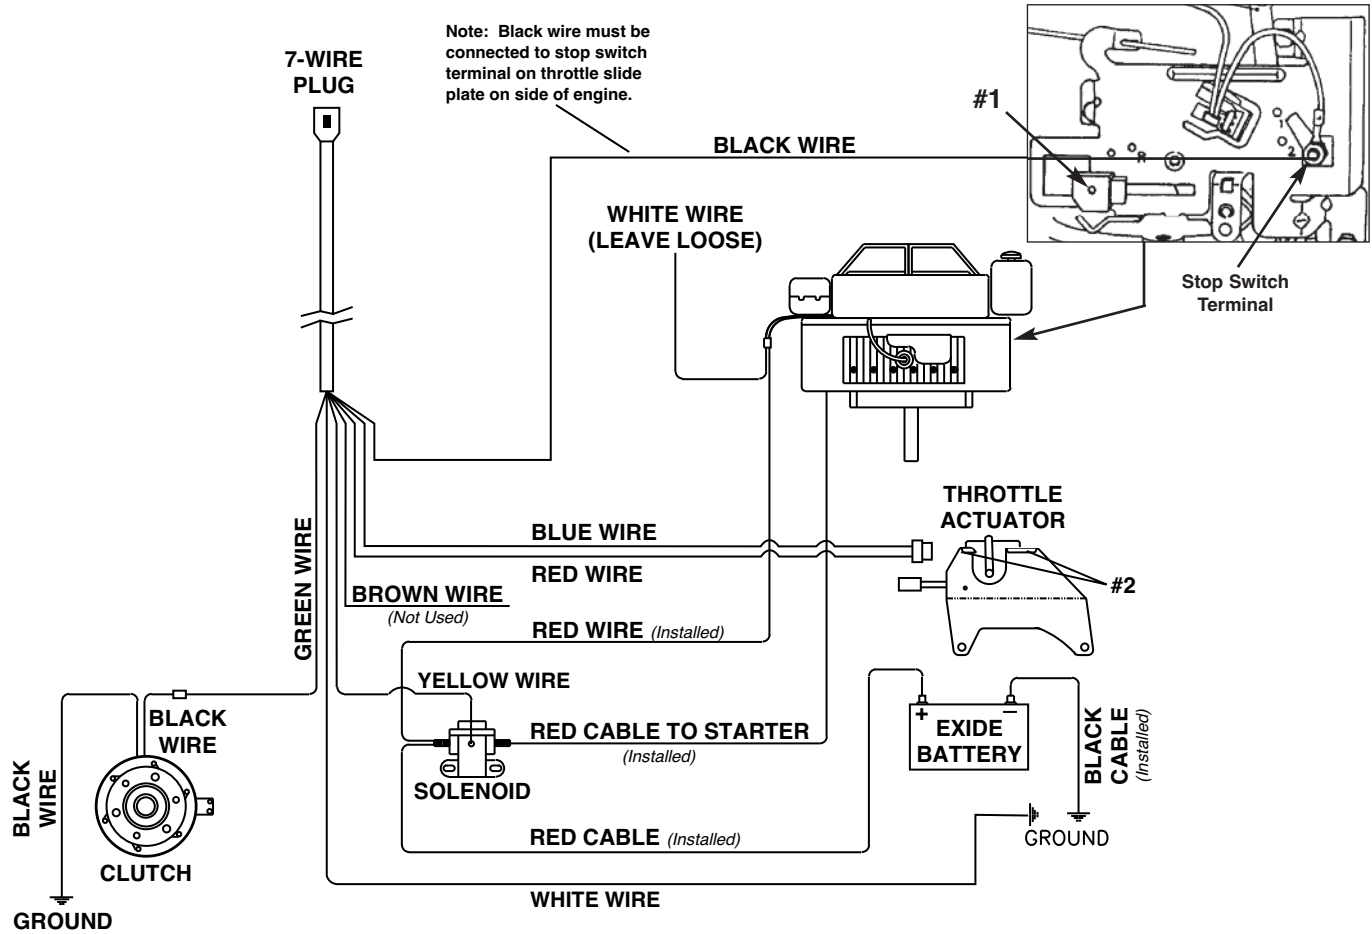 Note: Black wire must be
connected to stop switch
terminal on throttle slide
plate on side of engine.
7-WIRE
PLUG
#1
BLACK WIRE
1
2
WHITE WIRE
(LEAVE LOOSE)
Stop Switch
Terminal
THROTTLE
ACTUATOR
#2
BLUE WIRE
RED WIRE
GREEN WIRE
BROWN WIRE
(Not Used)
RED WIRE (Installed)
YELLOW WIRE
BLACK
WIRE
RED CABLE TO STARTER
(Installed)
SOLENOID
+ –
EXIDE
BATTERY
BLACK
CABLE
(Installed)
BLACK
WIRE
RED CABLE (Installed)
GROUND
CLUTCH
WHITE WIRE
GROUND